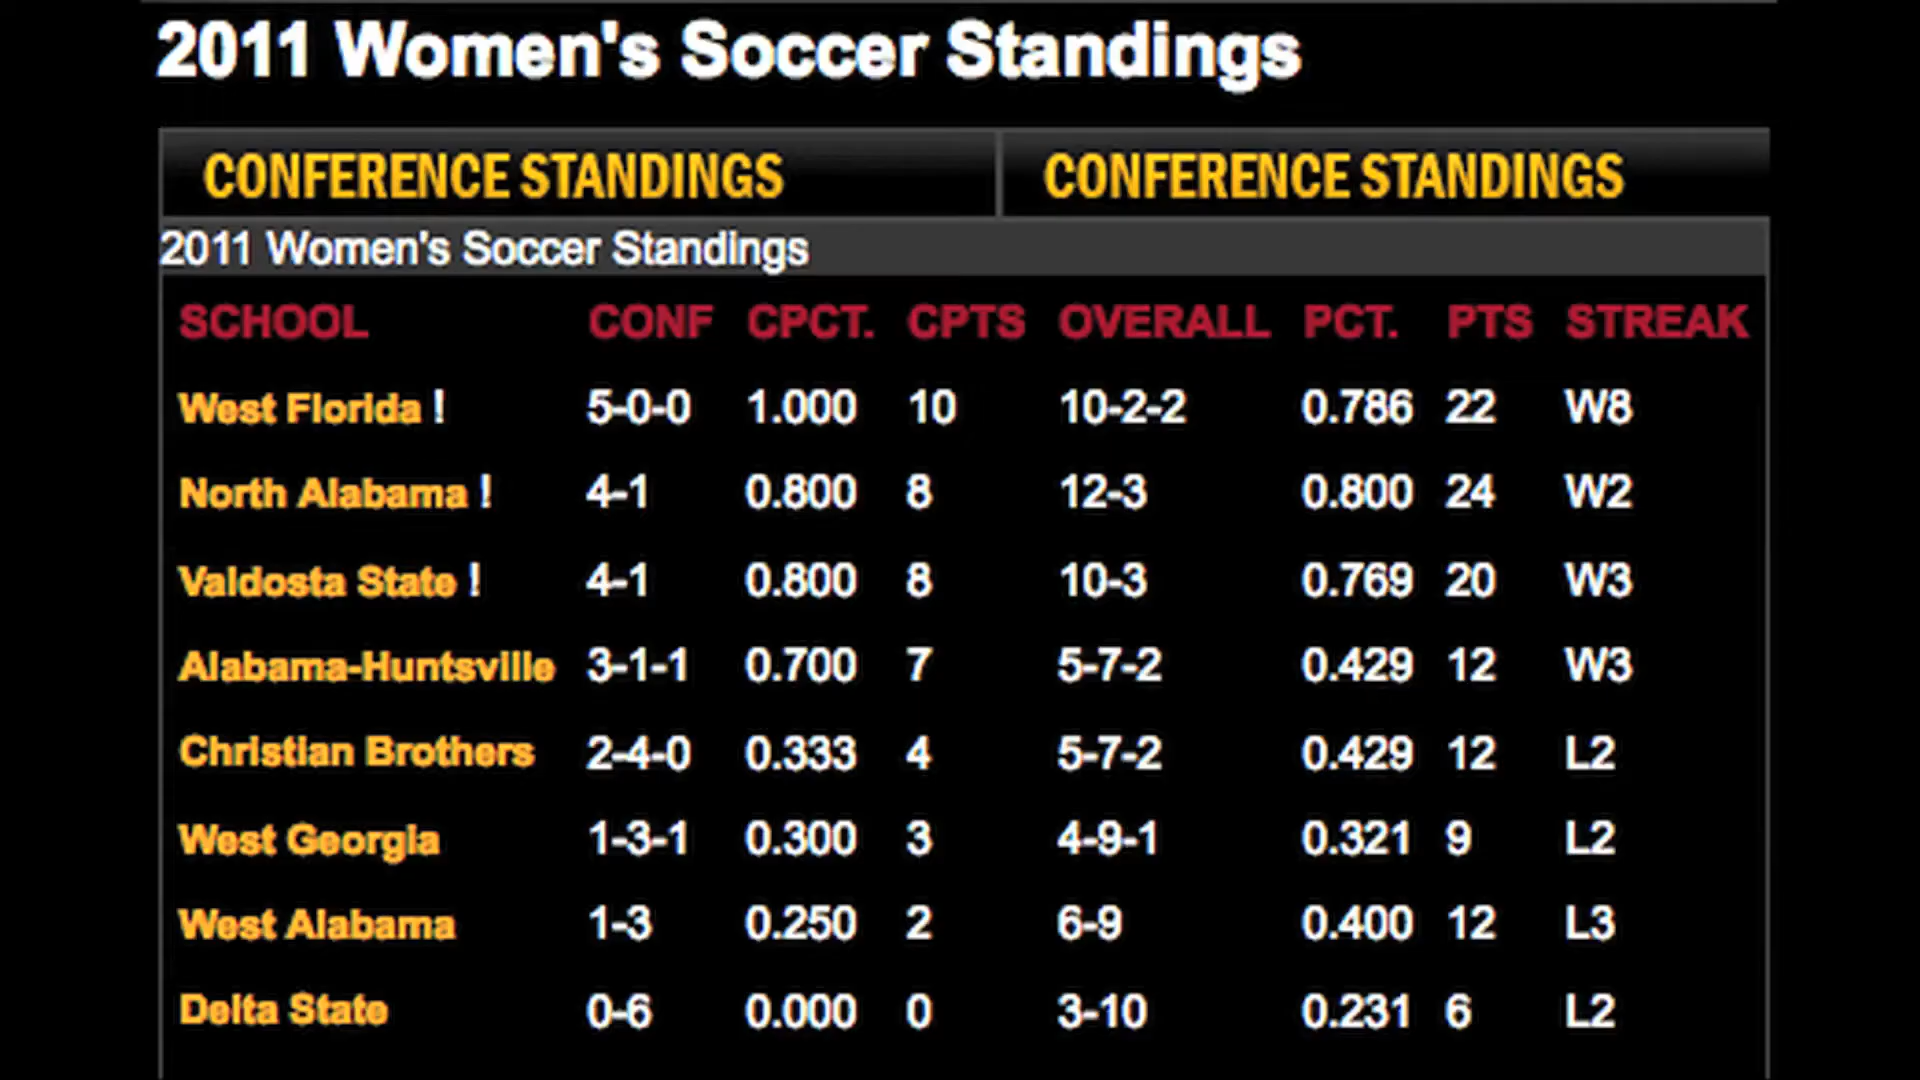 2011 Women's Soccer Standings
CONFERENCE STANDINGS CONFERENCE STANDINGS
2011 Women's Soccer Standings
SCHOOL CONF CPCT. CPTS OVERALL PCT. PTS STREAK
West Florida ! 5-0-0 1.000 10 10-2-2 0.786 22 W8
North Alabama ! 4-1 0.800 8 12-3 0.800 24 W2
Valdosta State ! 4-1 0.800 8 10-3 0.769 20 W3
Alabama-Huntsville 3-1-1 0.700 7 5-7-2 0.429 12 W3
Christian Brothers 2-4-0 0.333 4 5-7-2 0.429 12 L2
West Georgia 1-3-1 0.300 3 4-9-1 0.321 9 L2
West Alabama 1-3 0.250 2 6-9 0.400 12 L3
Delta State 0-6 0.000 0 3-10 0.231 6 L2